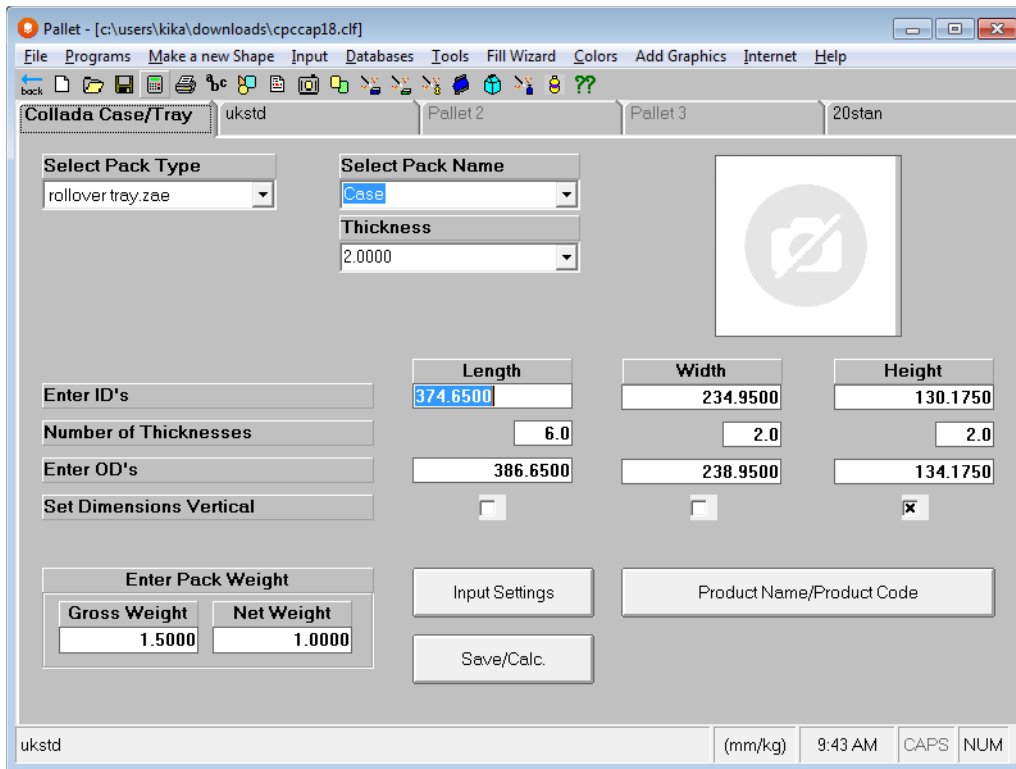 Pallet - [c:\users\kika\downloads\cpccap18.clf]
File Programs Make a new Shape Input Databases Tools Fill Wizard Colors Add Graphics Internet Help
back abc ??
Collada Case/Tray ukstd Pallet 2 Pallet 3 20stan
Select Pack Type Select Pack Name
rollover tray.zae Case
Thickness
2.0000
Length Width Height
Enter ID's 374.6500 234.9500 130.1750
Number of Thicknesses 6.0 2.0 2.0
Enter OD's 386.6500 238.9500 134.1750
Set Dimensions Vertical
Enter Pack Weight Input Settings Product Name/Product Code
Gross Weight Net Weight
1.5000 1.0000
Save/Calc.
ukstd (mm/kg) 9:43 AM CAPS NUM